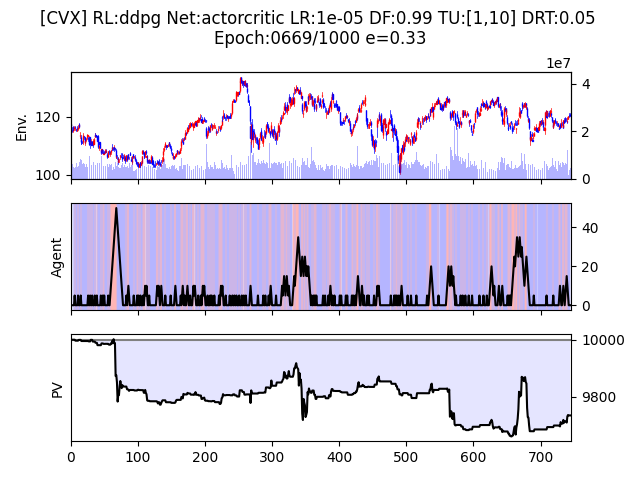 [CVX] RL:ddpg Net:actorcritic LR:1e-05 DF:0.99 TU:[1,10] DRT:0.05
Epoch:0669/1000 e=0.33
1e7
Env.
120
100
4
2
0
Agent
40
20
0
PV
10000
9800
0 100 200 300 400 500 600 700